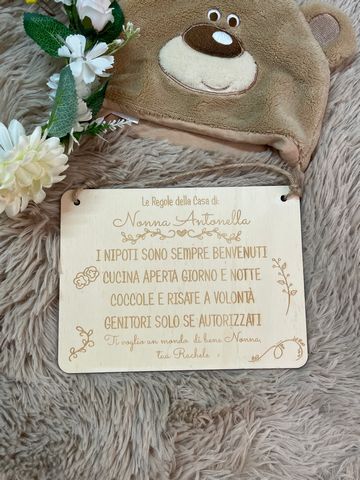 Le Regole della Casa di:
Nonna Antonella
I NIPOTI SONO SEMPRE BENVENUTI
CUCINA APERTA GIORNO E NOTTE
COCCOLE E RISATE A VOLONTÀ
GENITORI SOLO SE AUTORIZZATI
Ti voglio un mondo di bene Nonna,
tua Rachele